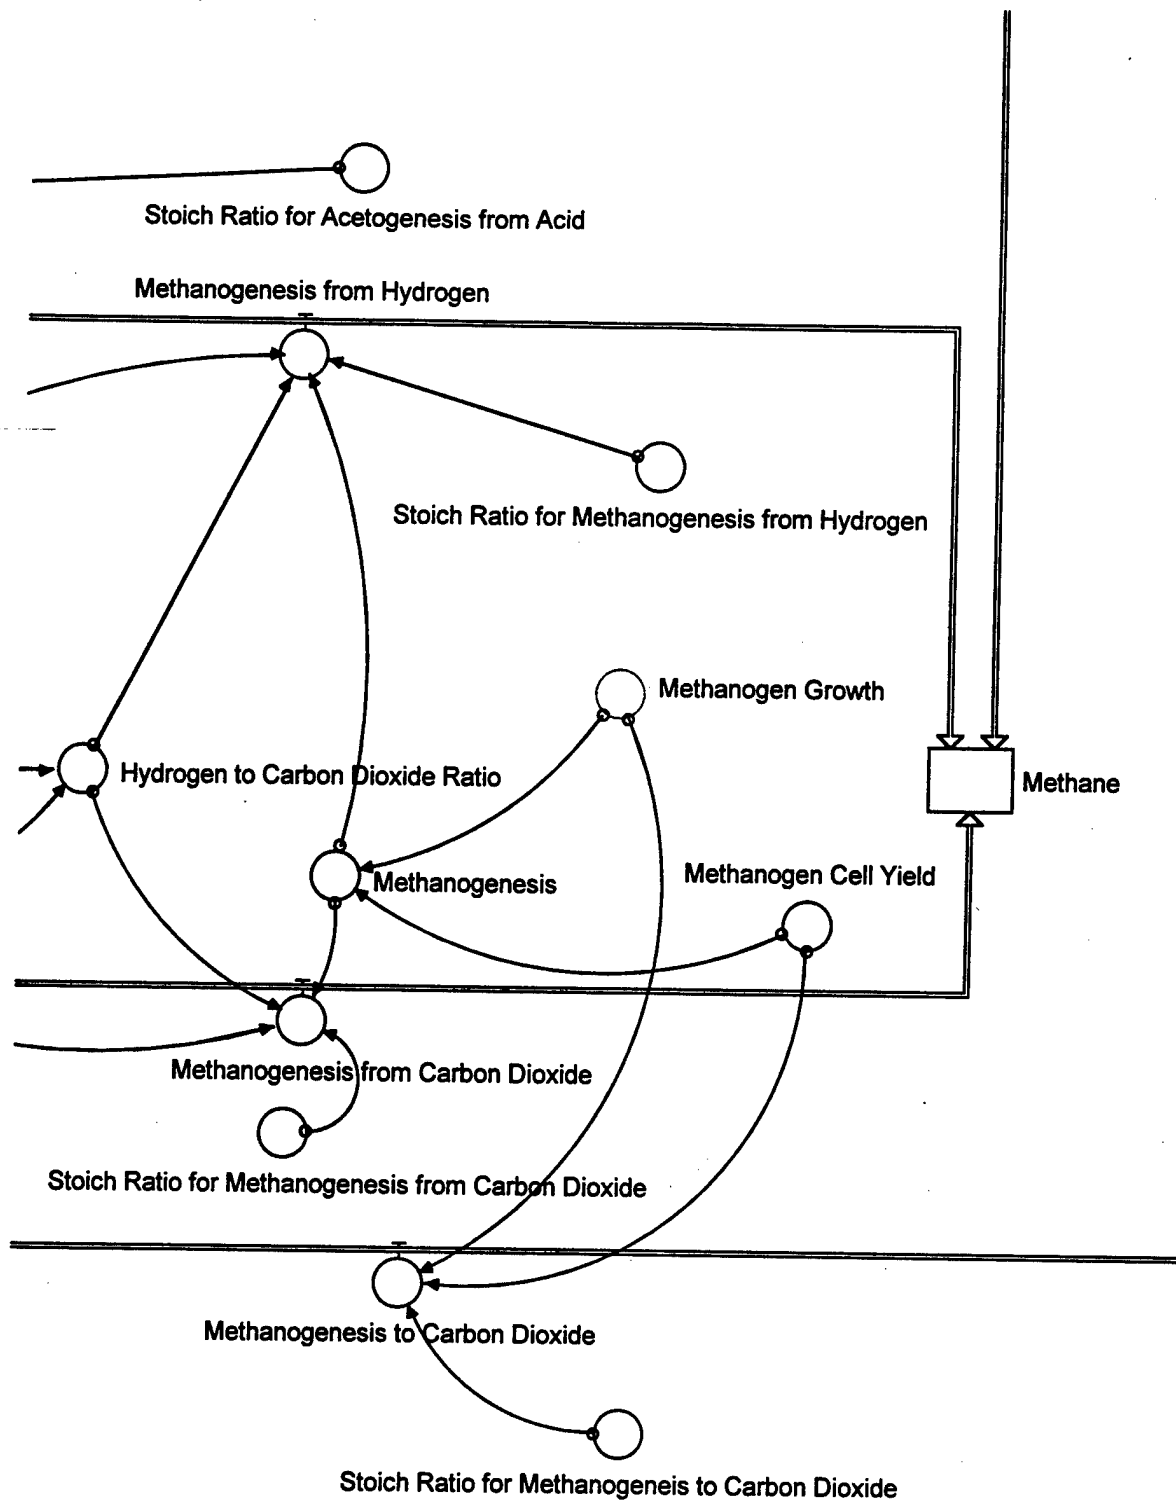 Stoich Ratio for Acetogenesis from Acid
Methanogenesis from Hydrogen
Stoich Ratio for Methanogenesis from Hydrogen
Methanogen Growth
Hydrogen to Carbon Dioxide Ratio
Methane
Methanogen Cell Yield
Methanogenesis
Methanogenesis from Carbon Dioxide
Stoich Ratio for Methanogenesis from Carbon Dioxide
Methanogenesis to Carbon Dioxide
Stoich Ratio for Methanogeneis to Carbon Dioxide